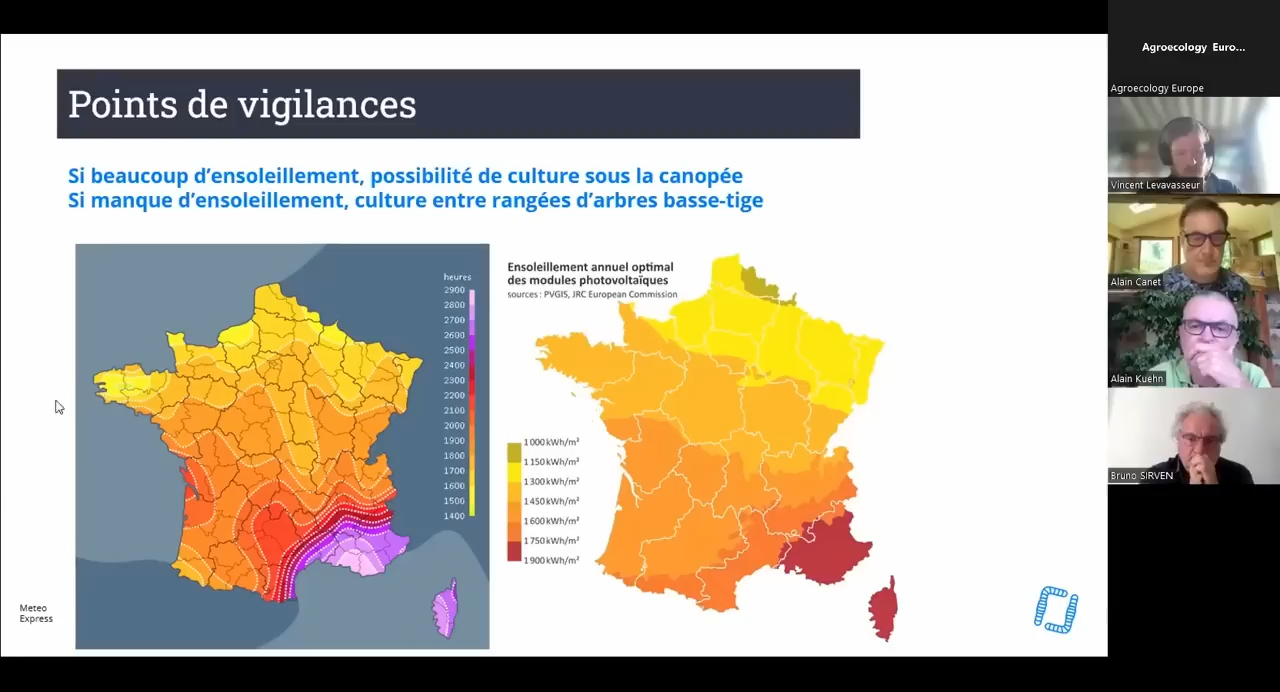 Points de vigilances
Si beaucoup d’ensoleillement, possibilité de culture sous la canopée
Si manque d’ensoleillement, culture entre rangées d’arbres basse-tige
heures
2900
2800
2700
2600
2500
2400
2300
2200
2100
2000
1900
1800
1700
1600
1500
1400
Meteo
Express
Ensoleillement annuel optimal
des modules photovoltaïques
sources : PVGIS, JRC European Commission
1 000 kWh/m²
1 150 kWh/m²
1 300 kWh/m²
1 450 kWh/m²
1 600 kWh/m²
1 750 kWh/m²
1 900 kWh/m²
Agroecology Euro...
Agroecology Europe
Vincent Levavasseur
Alain Canet
Alain Kuehn
Bruno SIRVEN